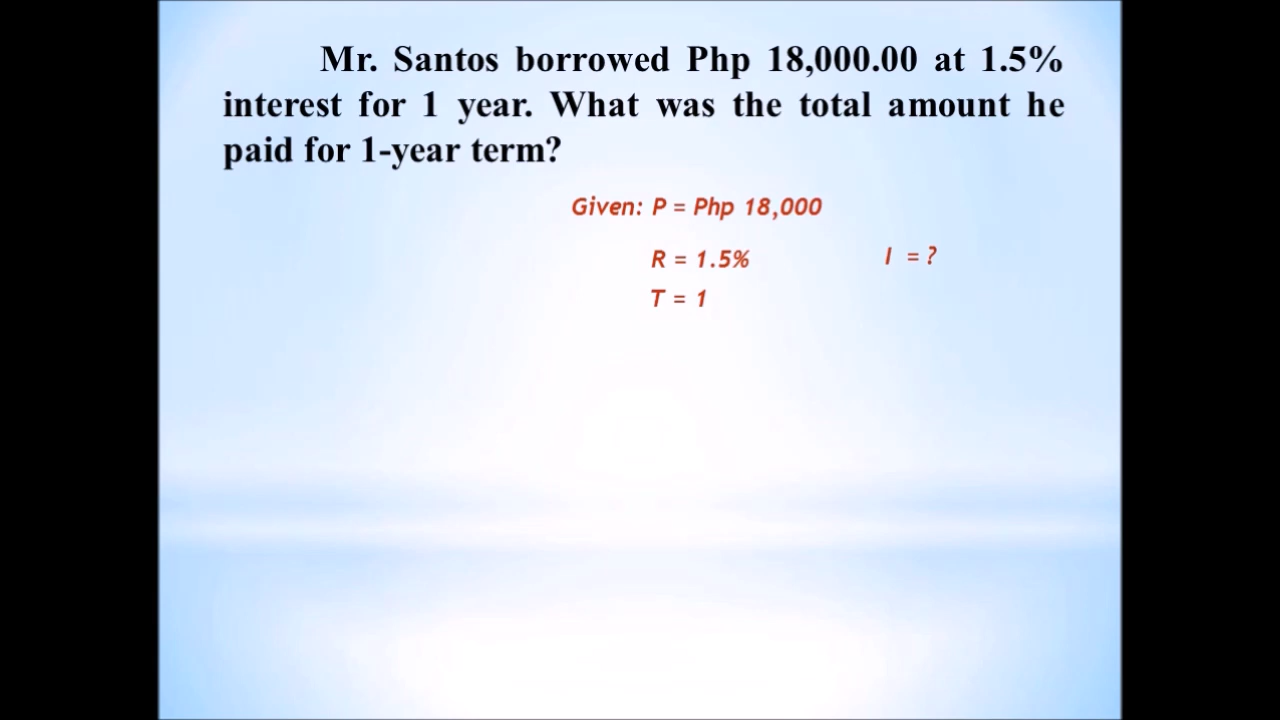 Mr. Santos borrowed Php 18,000.00 at 1.5%
interest for 1 year. What was the total amount he
paid for 1-year term?
Given: P = Php 18,000
R = 1.5% I = ?
T = 1